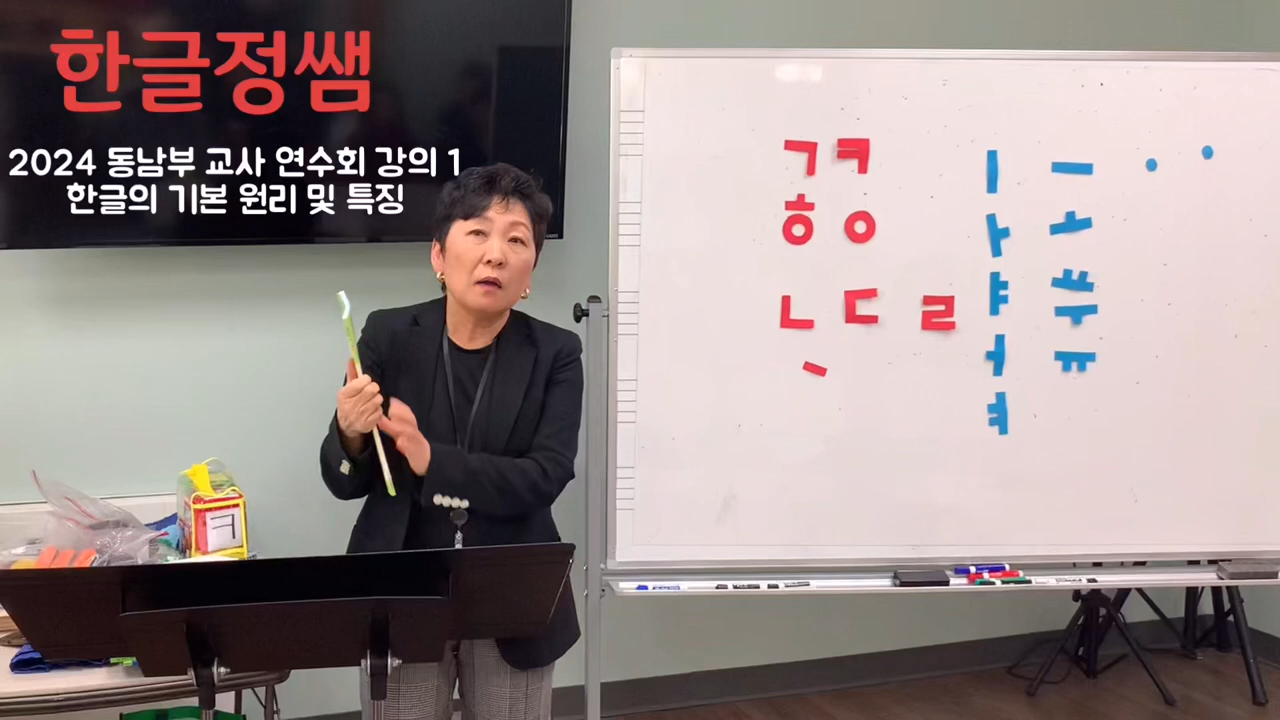 한글정쌤
2024 동남부 교사 연수회 강의 1
한글의 기본 원리 및 특징
ㄱ ㅋ
ㅎ ㅇ
ㄴ ㄷ ㄹ
ㅣ ㅡ
ㅏ ㅗ
ㅑ ㅛ
ㅓ ㅜ
ㅕ ㅠ